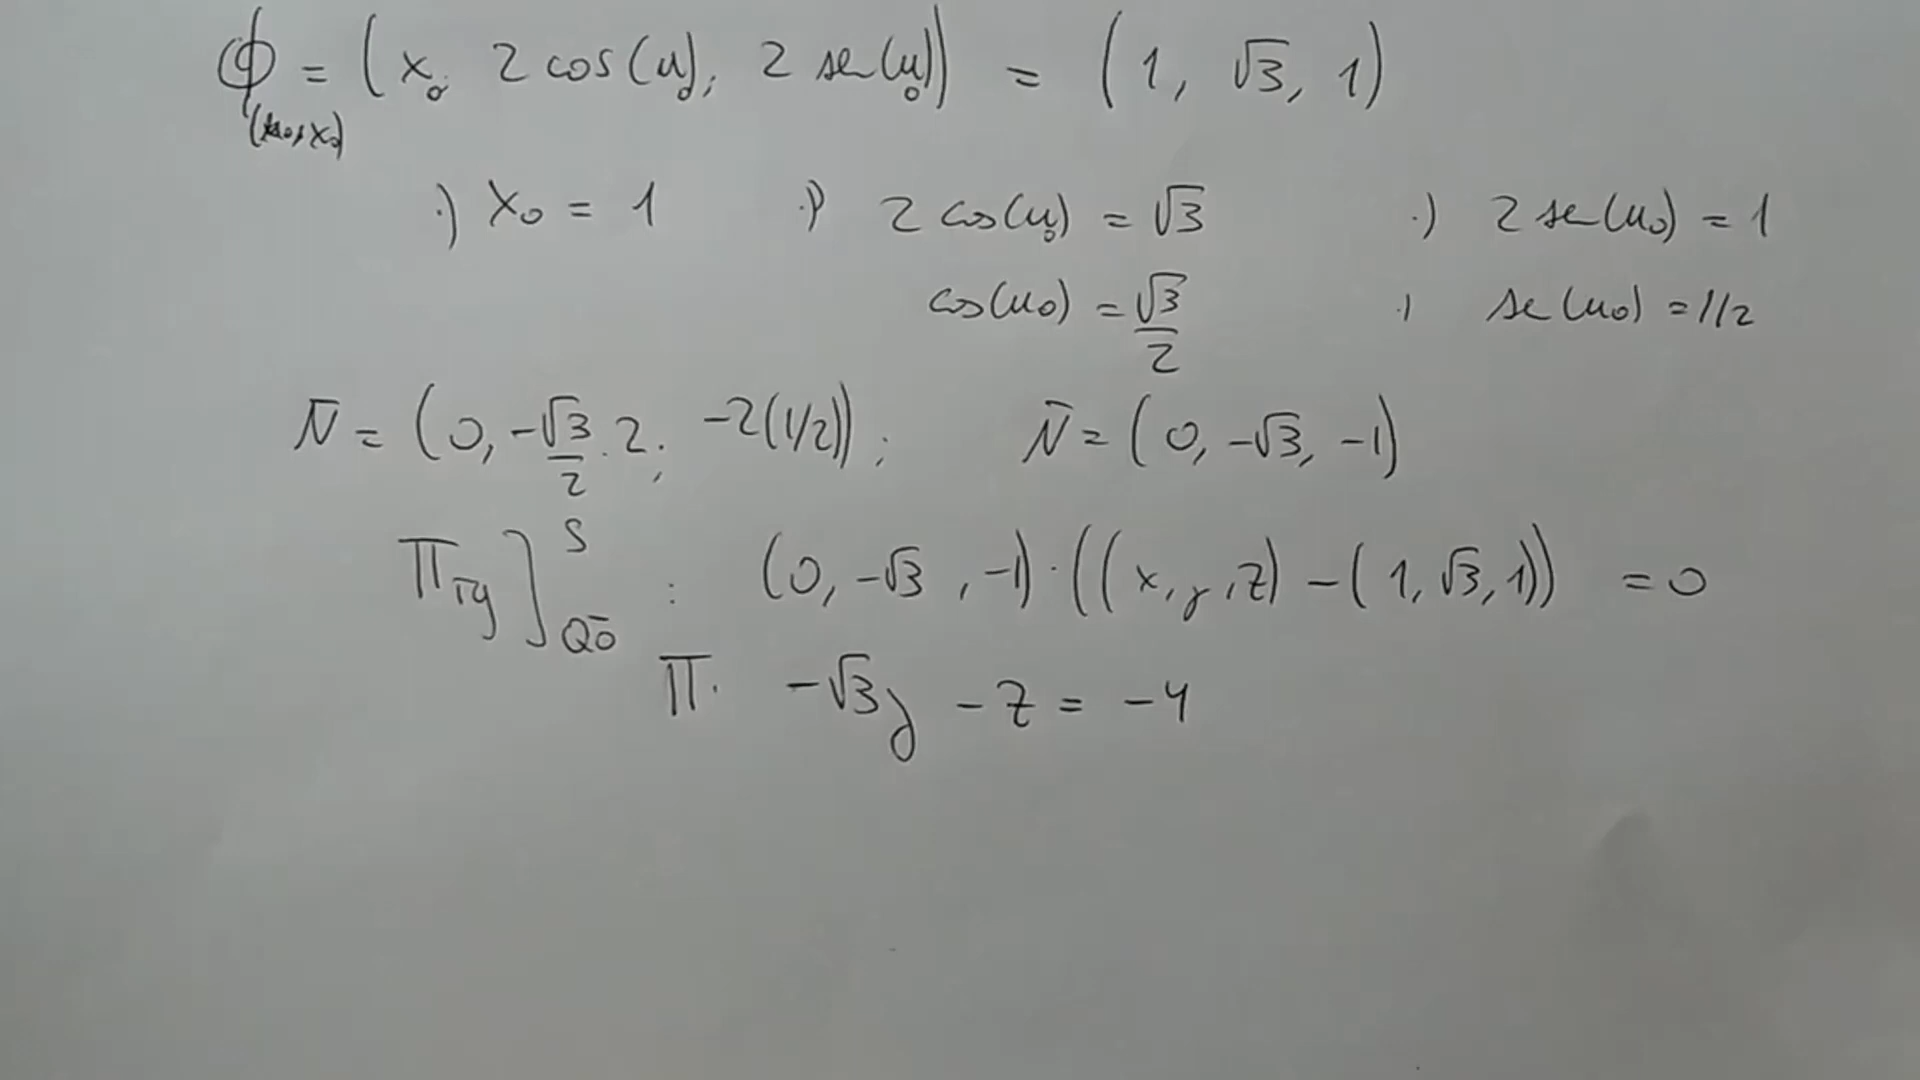 Φ(u₀,x₀) = (x₀, 2 cos(u₀), 2 sen(u₀)) = (1, √3, 1)
·) x₀ = 1 ·) 2 cos(u₀) = √3 ·) 2 sen(u₀) = 1
cos(u₀) = √3/2 · sen(u₀) = 1/2
N̄ = (0, -√3/2 . 2; -2(1/2)); N̄ = (0, -√3, -1)
Π Tg ]ˢ Q̄o : (0, -√3, -1) · ((x, y, z) - (1, √3, 1)) = 0
Π. -√3y - z = -4